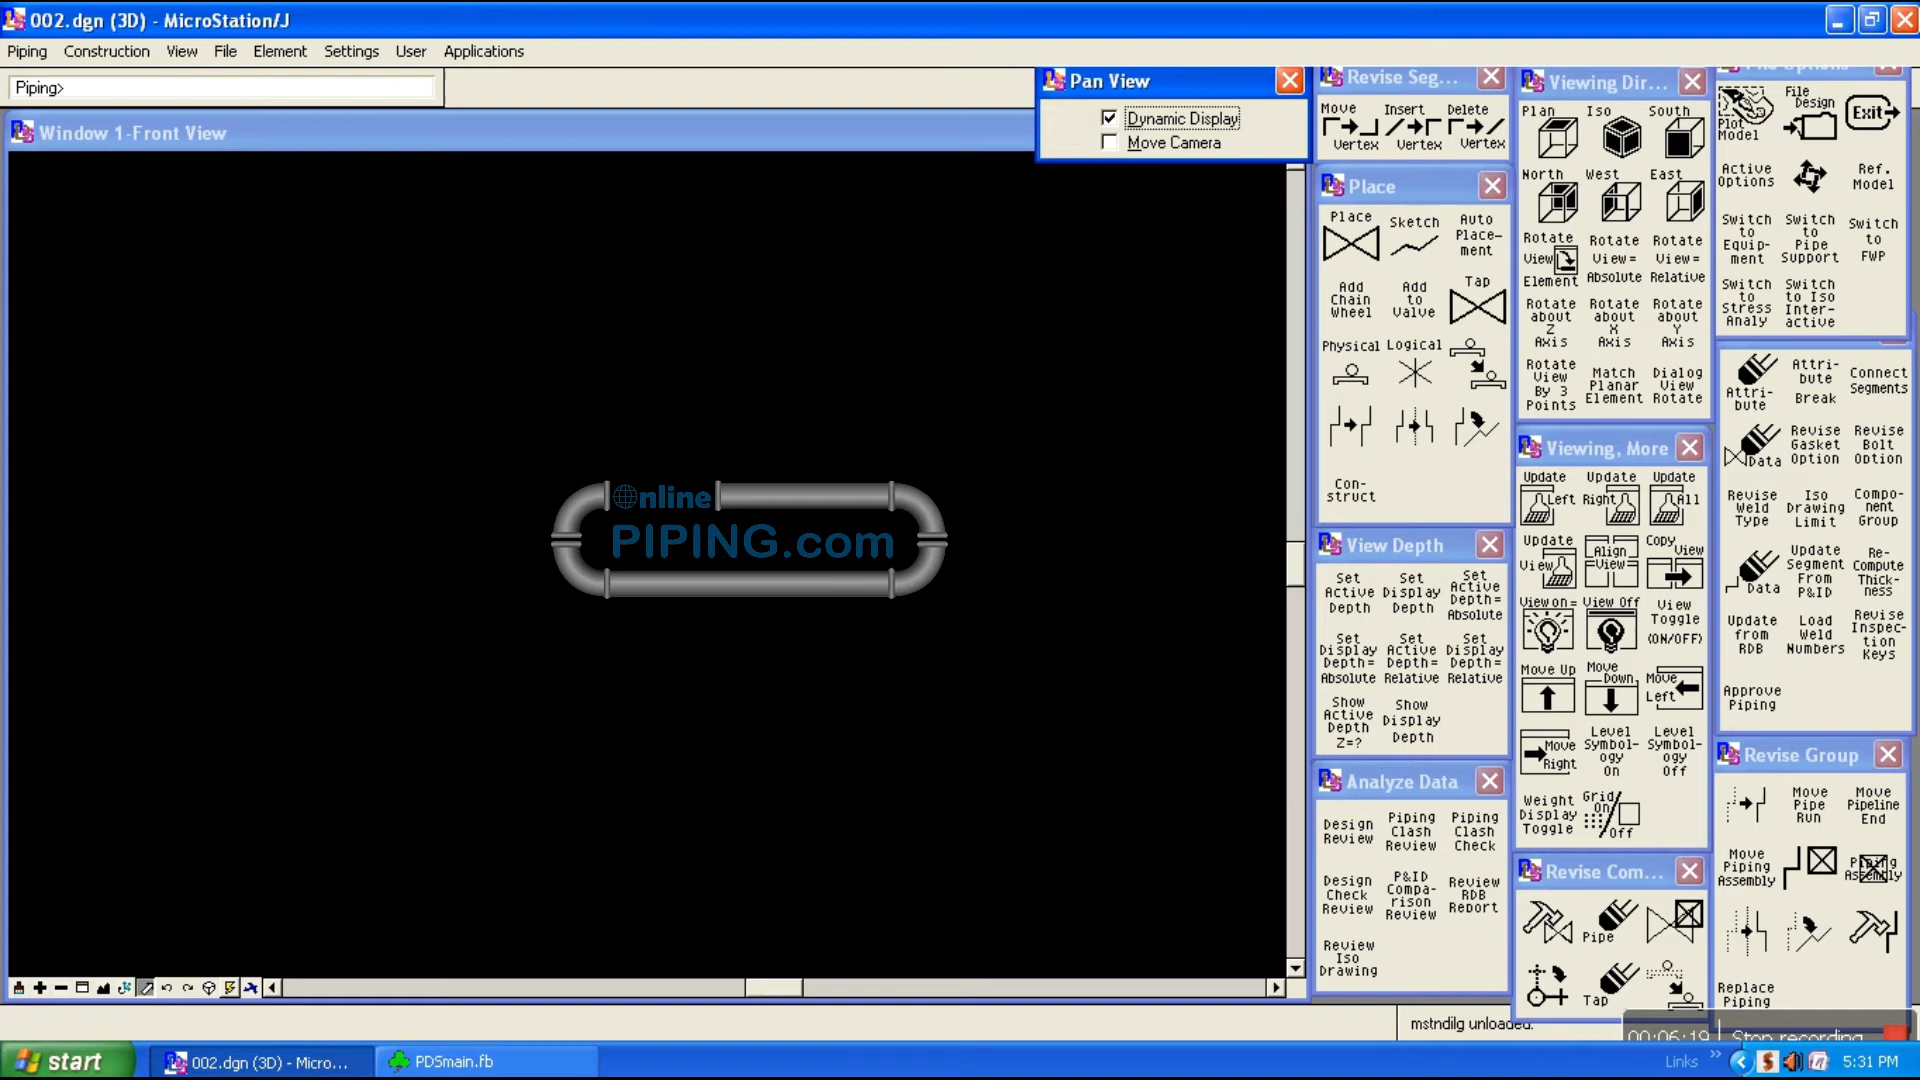 002.dgn (3D) - MicroStation/J
Piping Construction View File Element Settings User Applications
Piping>
Window 1-Front View
Pan View
Dynamic Display
Move Camera
Online
PIPING.com
Revise Seg...
Move Vertex
Insert Vertex
Delete Vertex
Place
Place
Sketch
Auto Place-ment
Add Chain Wheel
Add to Valve
Tap
Physical
Logical
Con-struct
View Depth
Set Active Depth
Set Display Depth
Set Active Depth= Absolute
Set Display Depth= Absolute
Set Active Depth= Relative
Set Display Depth= Relative
Show Active Depth Z=?
Show Display Depth
Analyze Data
Design Review
Piping Clash Review
Piping Clash Check
Design Check Review
P&ID Compa-rison Review
Review RDB Report
Review Iso Drawing
Viewing Dir...
Plan
Iso
South
North
West
East
Rotate View Element
Rotate View= Absolute
Rotate View= Relative
Rotate about Z Axis
Rotate about X Axis
Rotate about Y Axis
Rotate View By 3 Points
Match Planar Element
Dialog View Rotate
Viewing, More
Update Left
Update Right
Update All
Update View
Align View
Copy View
View on =
View Off
View Toggle (ON/OFF)
Move Up
Move Down
Move Left
Move Right
Level Symbol-ogy On
Level Symbol-ogy Off
Weight Display Toggle
Grid On/Off
Revise Com...
Pipe
Tap
Plot Model
File Design
Exit
Active Options
Ref. Model
Switch to Equip-ment
Switch to Pipe Support
Switch to FWP
Switch to Stress Analy
Switch to Iso Inter-active
Attri-bute
Attri-bute Break
Connect Segments
Data
Revise Gasket Option
Revise Bolt Option
Revise Weld Type
Iso Drawing Limit
Compo-nent Group
Data
Update Segment From P&ID
Re-Compute Thick-ness
Update from RDB
Load Weld Numbers
Revise Inspec-tion Keys
Approve Piping
Revise Group
Move Pipe Run
Move Pipeline End
Move Piping Assembly
Piping Assembly
Replace Piping
mstndilg unloaded.
00:06:19 | Stop recording
start
002.dgn (3D) - Micro...
PDSmain.fb
Links
5:31 PM